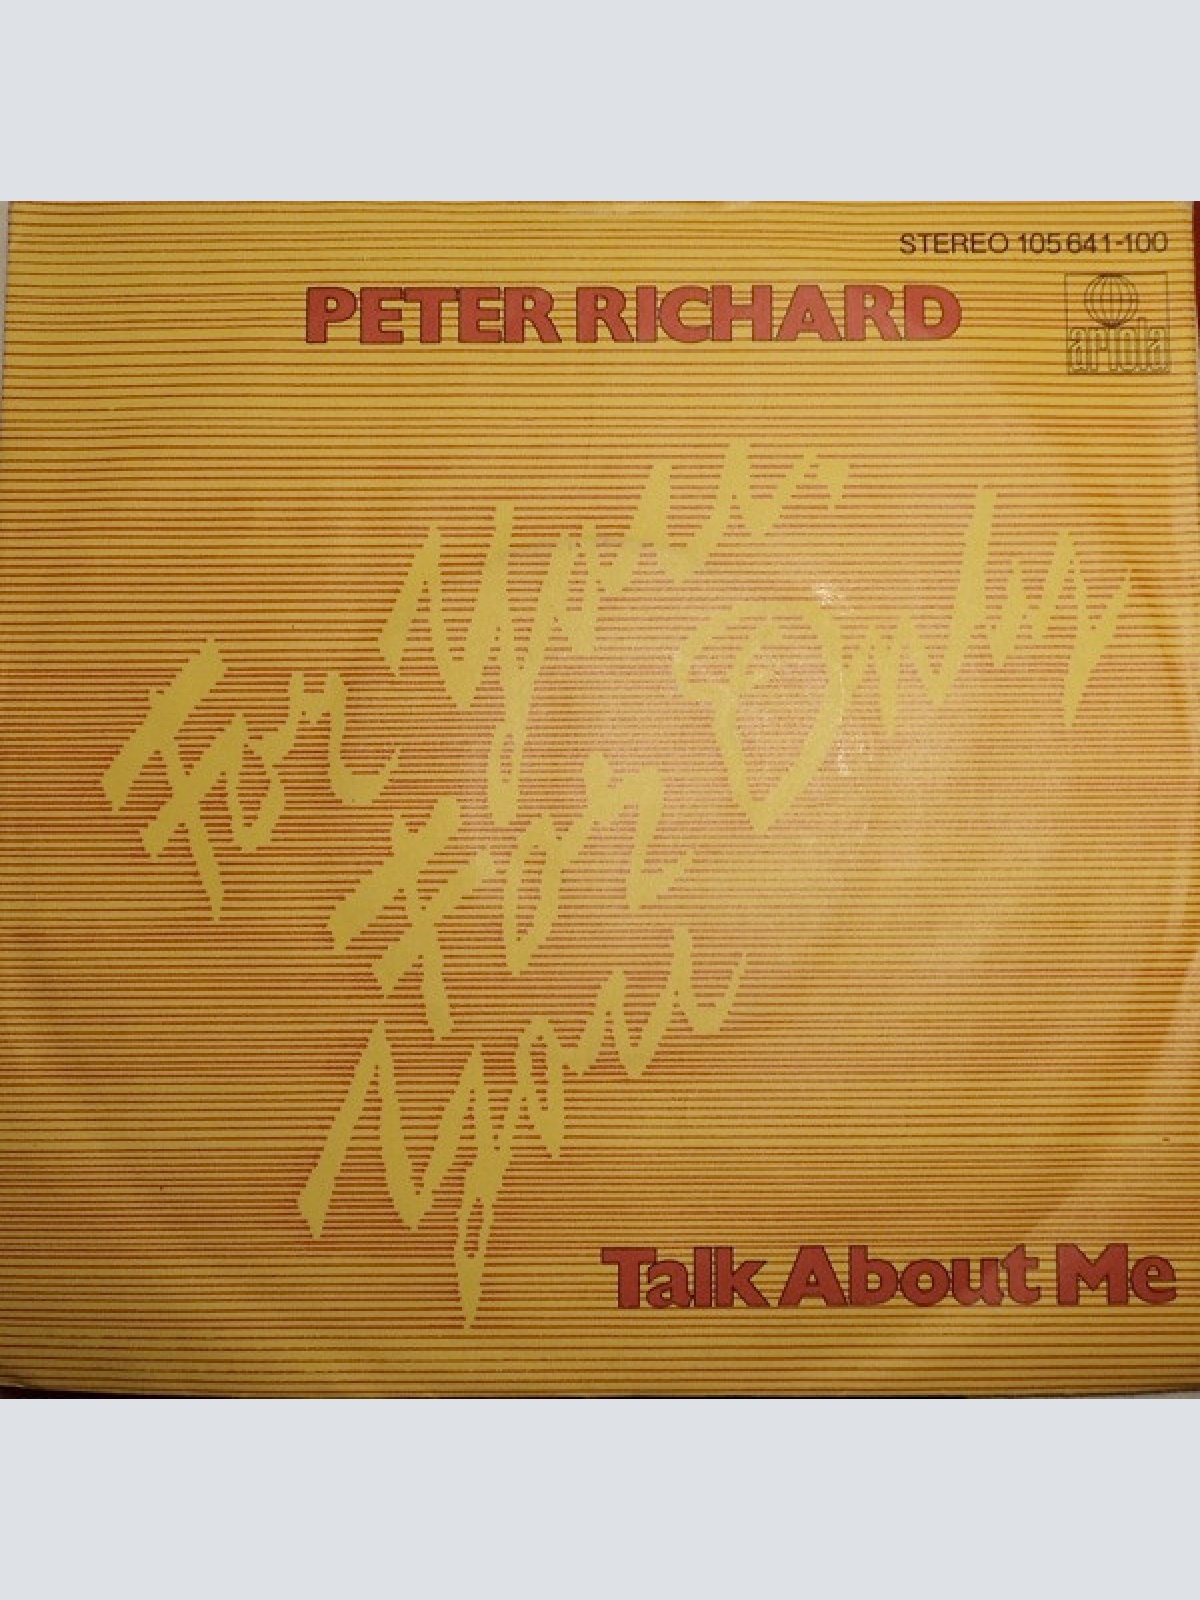 STEREO 105 641-100
PETER RICHARD
ariola
For You Only
For You
Talk About Me